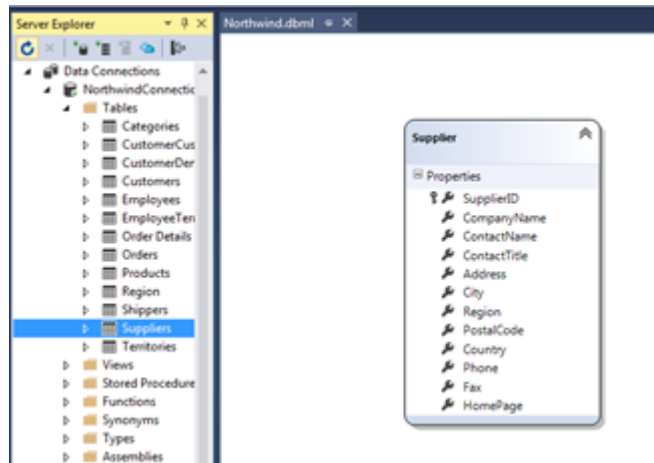 Server Explorer
Northwind.dbml
Data Connections
NorthwindConnectic
Tables
Categories
CustomerCus
CustomerDer
Customers
Employees
EmployeeTen
Order Details
Orders
Products
Region
Shippers
Suppliers
Territories
Views
Stored Procedure
Functions
Synonyms
Types
Assemblies
Supplier
Properties
SupplierID
CompanyName
ContactName
ContactTitle
Address
City
Region
PostalCode
Country
Phone
Fax
HomePage